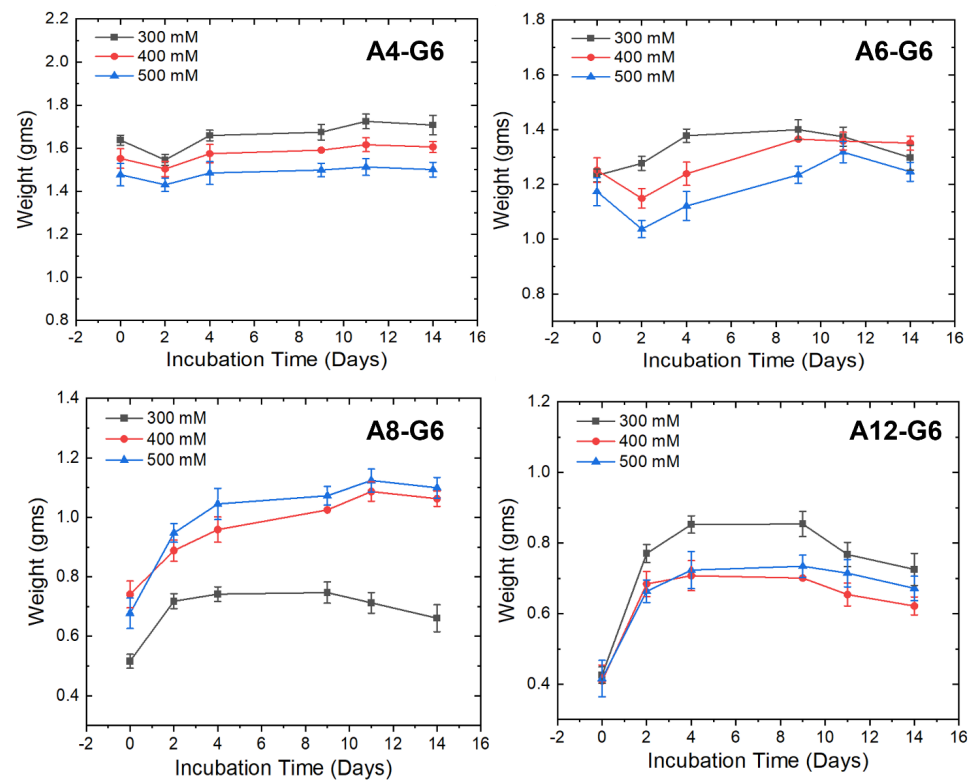 A4-G6
300 mM
400 mM
500 mM
Weight (gms)
2.2
2.0
1.8
1.6
1.4
1.2
1.0
0.8
-2 0 2 4 6 8 10 12 14 16
Incubation Time (Days)
A6-G6
300 mM
400 mM
500 mM
Weight (gms)
1.8
1.6
1.4
1.2
1.0
0.8
-2 0 2 4 6 8 10 12 14 16
Incubation Time (Days)
A8-G6
300 mM
400 mM
500 mM
Weight (gms)
1.4
1.2
1.0
0.8
0.6
0.4
-2 0 2 4 6 8 10 12 14 16
Incubation Time (Days)
A12-G6
300 mM
400 mM
500 mM
Weight (gms)
1.2
1.0
0.8
0.6
0.4
-2 0 2 4 6 8 10 12 14 16
Incubation Time (Days)